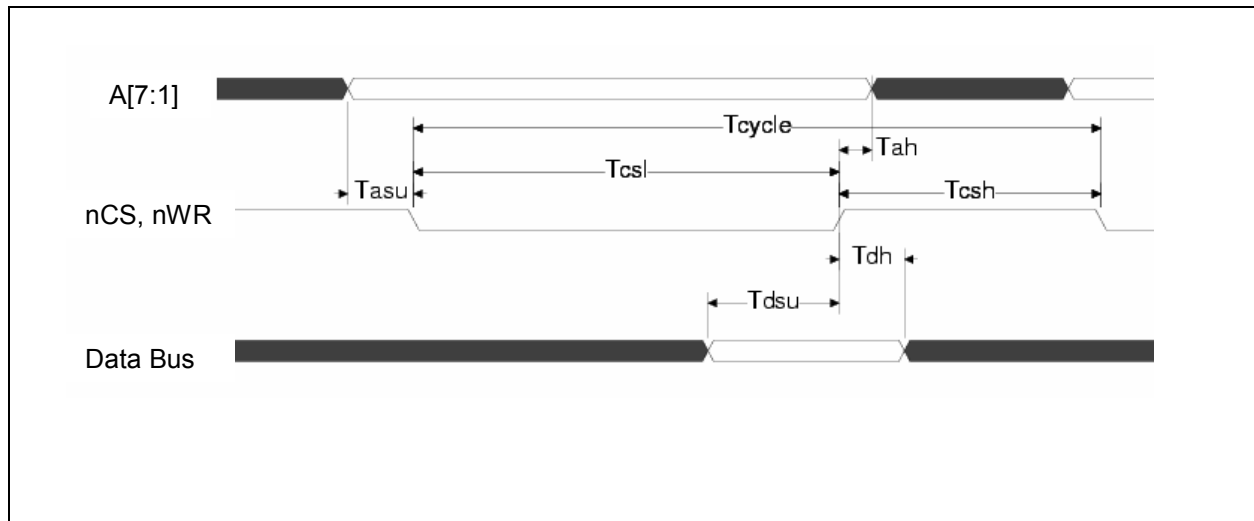 A[7:1]
Tcycle
Tah
Tcsl
Tasu
Tcsh
nCS, nWR
Tdh
Tdsu
Data Bus